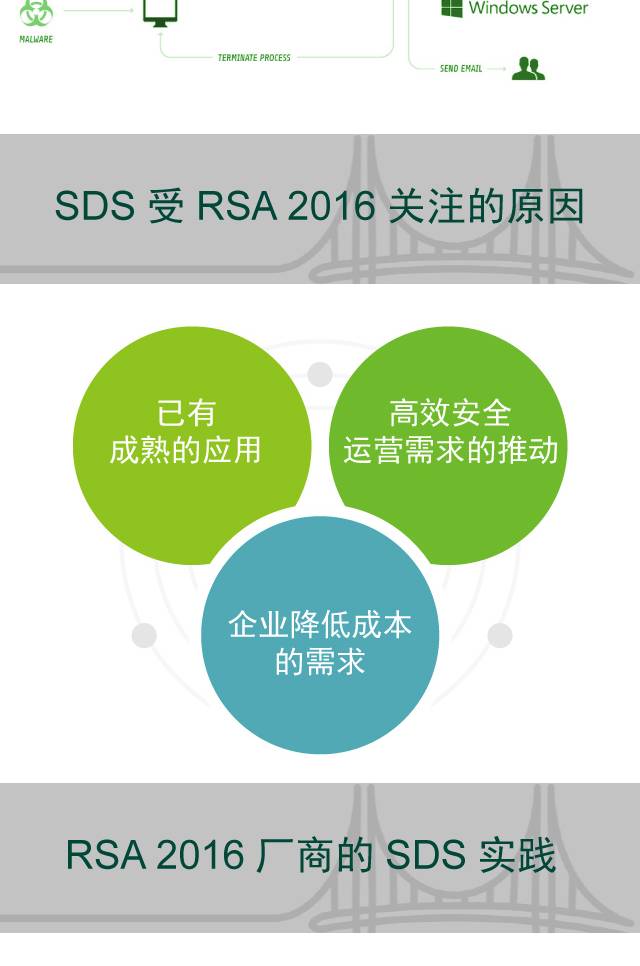 Windows Server
MALWARE
TERMINATE PROCESS
SEND EMAIL
SDS 受 RSA 2016 关注的原因
已有
成熟的应用
高效安全
运营需求的推动
企业降低成本
的需求
RSA 2016 厂商的 SDS 实践